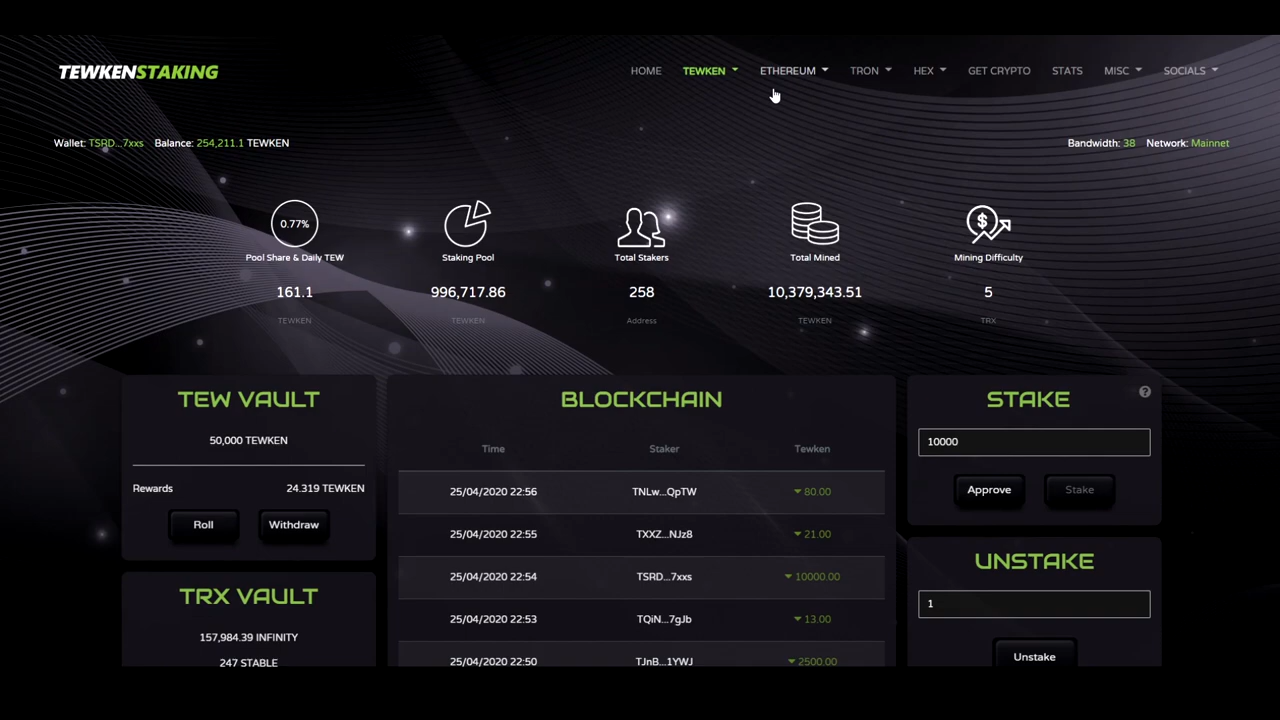 TEWKENSTAKING
HOME TEWKEN ETHEREUM TRON HEX GET CRYPTO STATS MISC SOCIALS
Wallet: TSRD...7xxs Balance: 254,211.1 TEWKEN Bandwidth: 38 Network: Mainnet
0.77%
Pool Share & Daily TEW Staking Pool Total Stakers Total Mined Mining Difficulty
161.1 996,717.86 258 10,379,343.51 5
TEWKEN TEWKEN Address TEWKEN TRX
TEW VAULT
50,000 TEWKEN
Rewards 24.319 TEWKEN
Roll Withdraw
TRX VAULT
157,984.39 INFINITY
247 STABLE
BLOCKCHAIN
Time Staker Tewken
25/04/2020 22:56 TNLw...QpTW 80.00
25/04/2020 22:55 TXXZ...NJz8 21.00
25/04/2020 22:54 TSRD...7xxs 10000.00
25/04/2020 22:53 TQiN...7gJb 13.00
25/04/2020 22:50 TJnB...1YWJ 2500.00
STAKE
?
10000
Approve Stake
UNSTAKE
1
Unstake